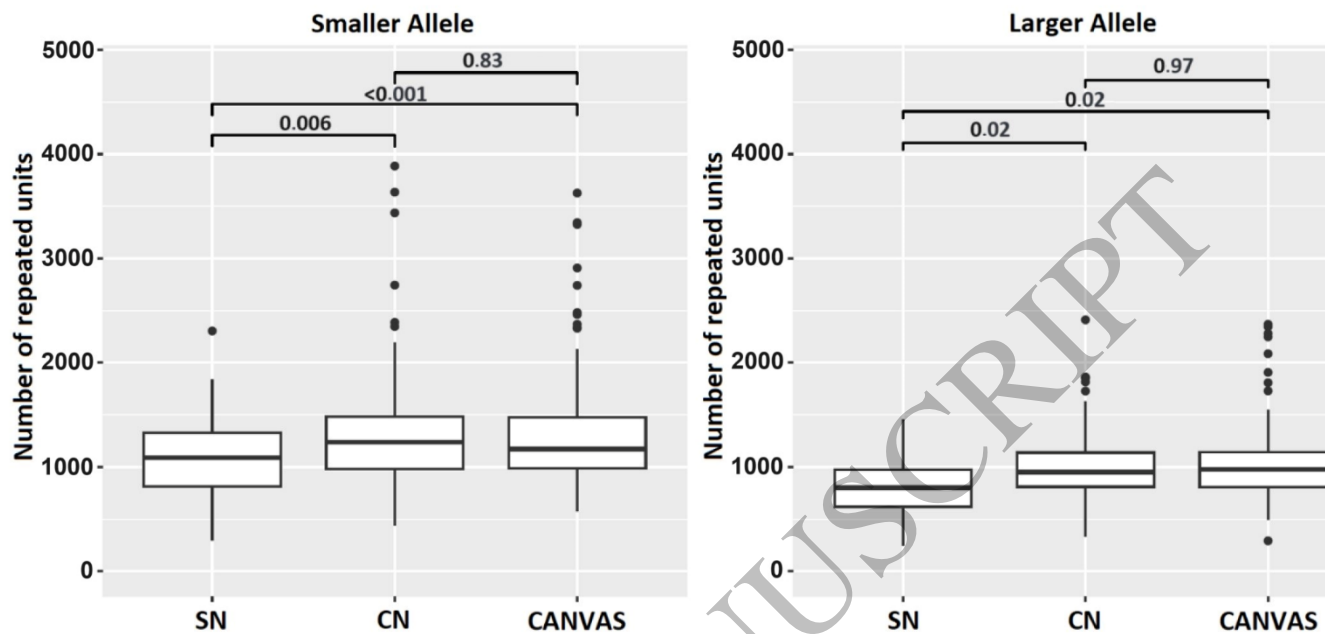 Smaller Allele
Number of repeated units
5000
4000
3000
2000
1000
0
0.83
<0.001
0.006
SN CN CANVAS
Larger Allele
Number of repeated units
5000
4000
3000
2000
1000
0
0.97
0.02
0.02
SN CN CANVAS
USCRIPT